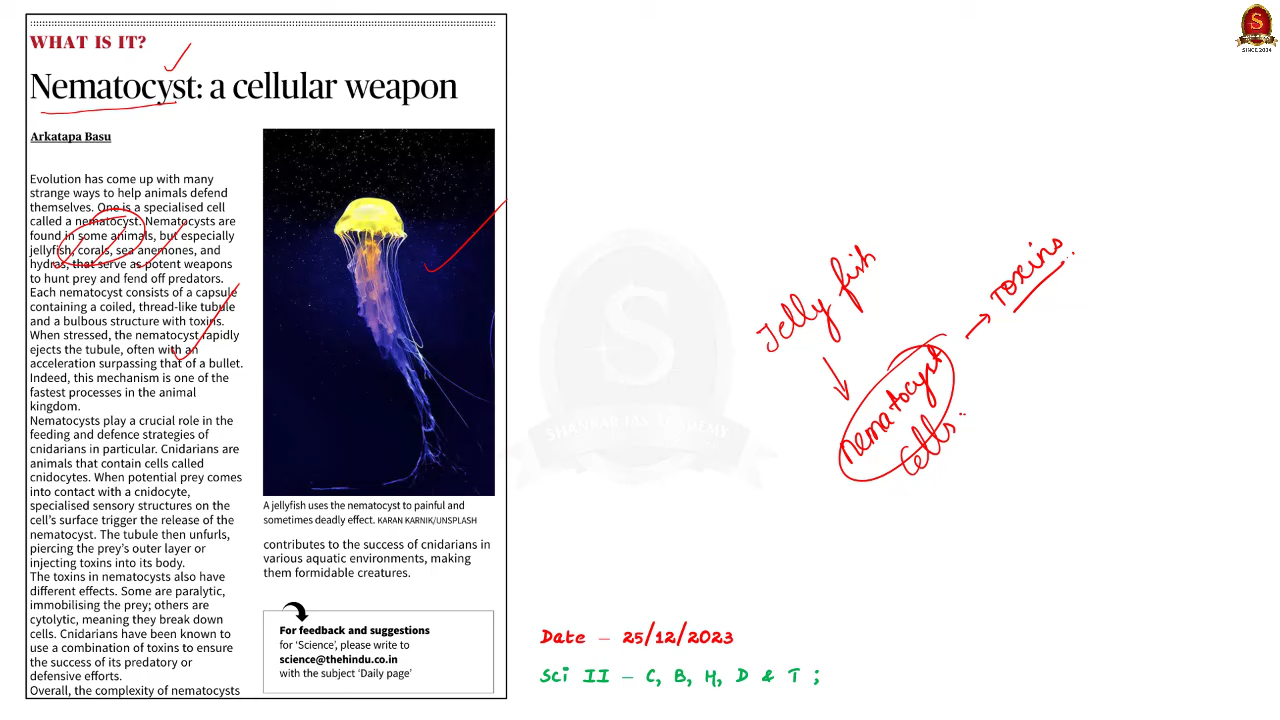 WHAT IS IT?
Nematocyst: a cellular weapon
Arkatapa Basu
Evolution has come up with many
strange ways to help animals defend
themselves. One is a specialised cell
called a nematocyst. Nematocysts are
found in some animals, but especially
jellyfish, corals, sea anemones, and
hydras, that serve as potent weapons
to hunt prey and fend off predators.
Each nematocyst consists of a capsule
containing a coiled, thread-like tubule
and a bulbous structure with toxins.
When stressed, the nematocyst rapidly
ejects the tubule, often with an
acceleration surpassing that of a bullet.
Indeed, this mechanism is one of the
fastest processes in the animal
kingdom.
Nematocysts play a crucial role in the
feeding and defence strategies of
cnidarians in particular. Cnidarians are
animals that contain cells called
cnidocytes. When potential prey comes
into contact with a cnidocyte,
specialised sensory structures on the
cell's surface trigger the release of the
nematocyst. The tubule then unfurls,
piercing the prey's outer layer or
injecting toxins into its body.
The toxins in nematocysts also have
different effects. Some are paralytic,
immobilising the prey; others are
cytolytic, meaning they break down
cells. Cnidarians have been known to
use a combination of toxins to ensure
the success of its predatory or
defensive efforts.
Overall, the complexity of nematocysts
A jellyfish uses the nematocyst to painful and
sometimes deadly effect. KARAN KARNIK/UNSPLASH
contributes to the success of cnidarians in
various aquatic environments, making
them formidable creatures.
For feedback and suggestions
for 'Science', please write to
science@thehindu.co.in
with the subject 'Daily page'
Jelly fish
nematocyst
cells.
→ Toxins
SHANKAR IAS ACADEMY
Date – 25/12/2023
Sci II – C, B, H, D & T ;
S
SINCE 2004